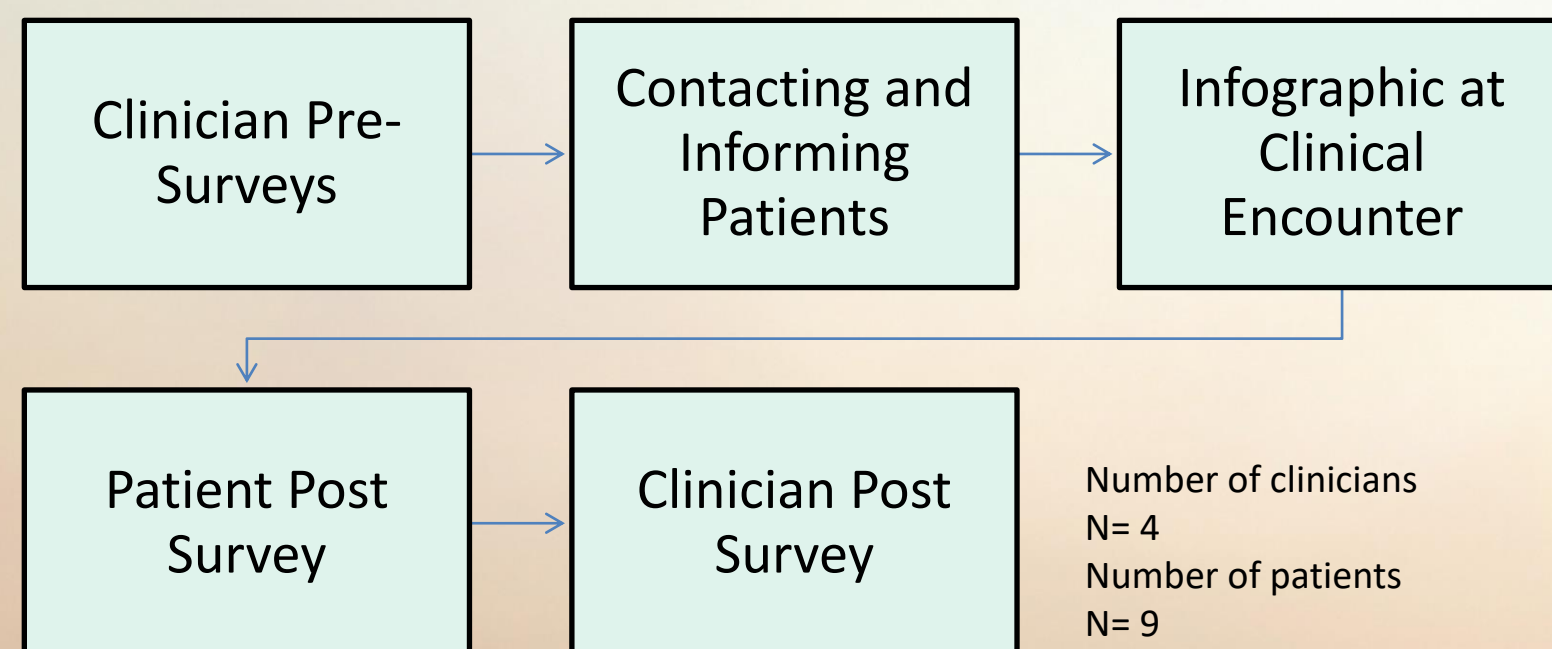 Clinician Pre-
Surveys
Contacting and
Informing
Patients
Infographic at
Clinical
Encounter
Patient Post
Survey
Clinician Post
Survey
Number of clinicians
N= 4
Number of patients
N= 9